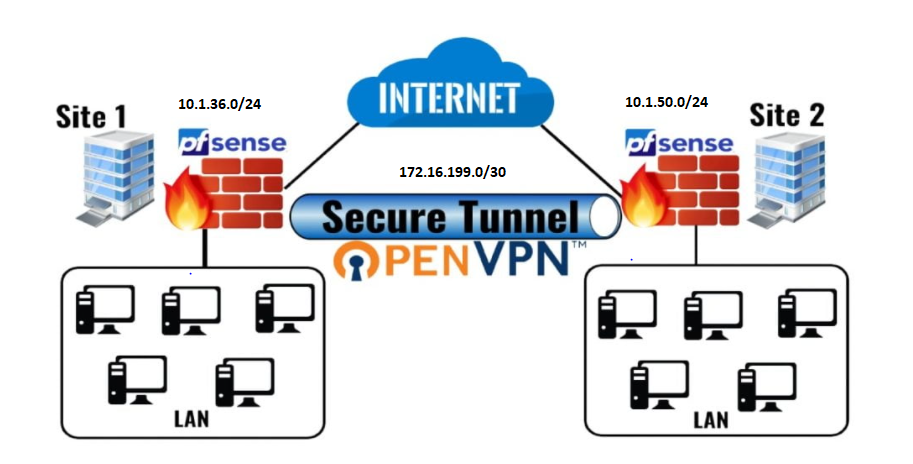 INTERNET
Site 1
10.1.36.0/24
pfsense
10.1.50.0/24
Site 2
pfsense
172.16.199.0/30
Secure Tunnel
OPENVPN™
LAN
LAN